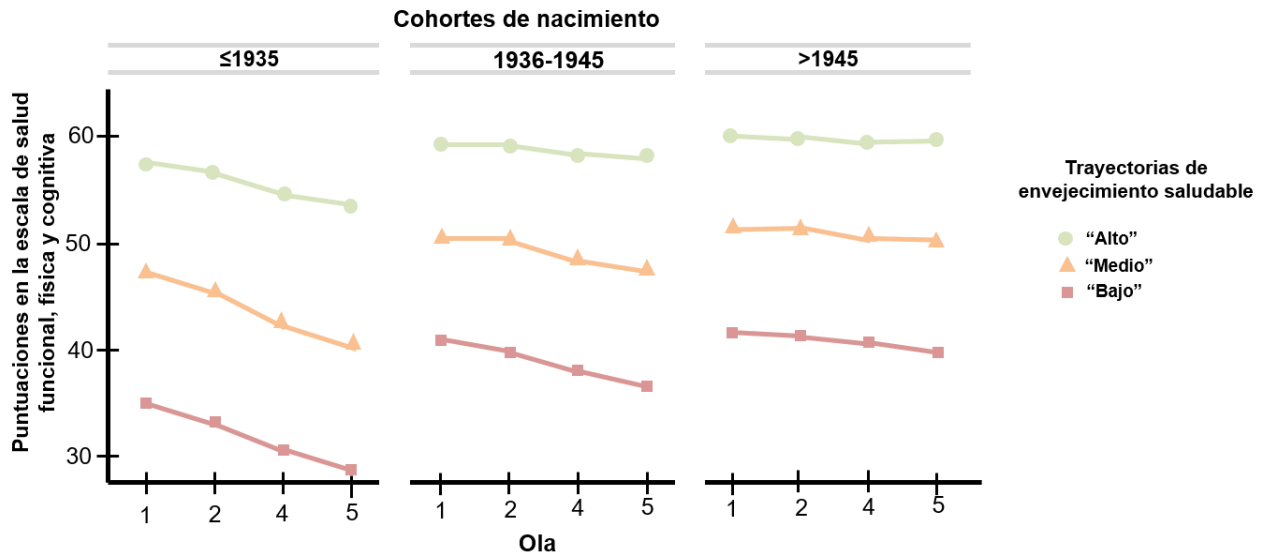 Cohortes de nacimiento
≤1935
1936-1945
>1945
Puntuaciones en la escala de salud
funcional, física y cognitiva
60
50
40
30
1 2 4 5
1 2 4 5
1 2 4 5
Ola
Trayectorias de
envejecimiento saludable
“Alto”
“Medio”
“Bajo”